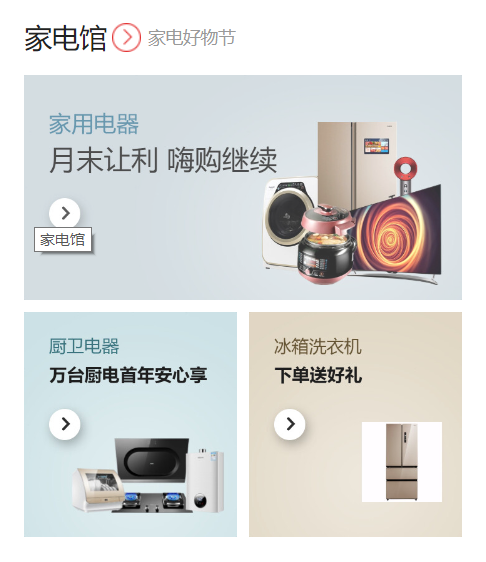 家电馆 家电好物节
家用电器
月末让利 嗨购继续
家电馆
厨卫电器
万台厨电首年安心享
冰箱洗衣机
下单送好礼